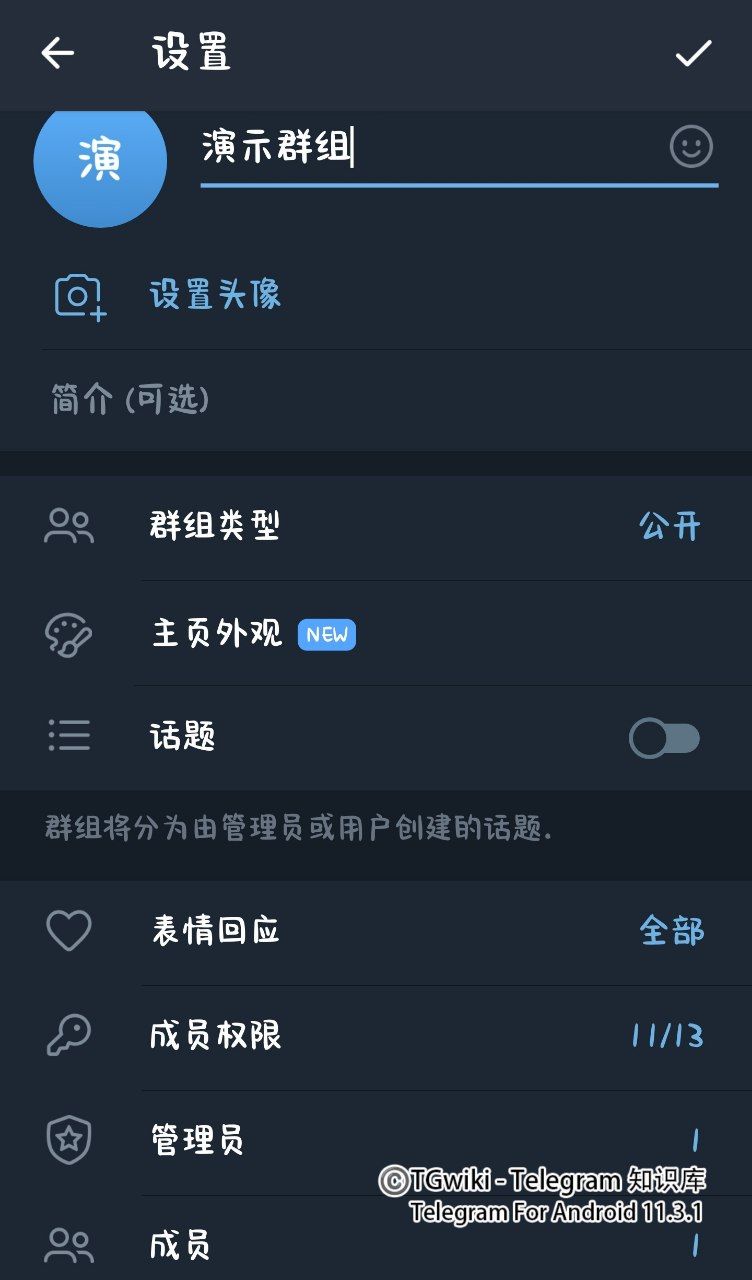 设置
演
演示群组
设置头像
简介 (可选)
群组类型 公开
主页外观 NEW
话题
群组将分为由管理员或用户创建的话题.
表情回应 全部
成员权限 11/13
管理员 1
©TGwiki - Telegram 知识库
Telegram For Android 11.3.1
成员 1